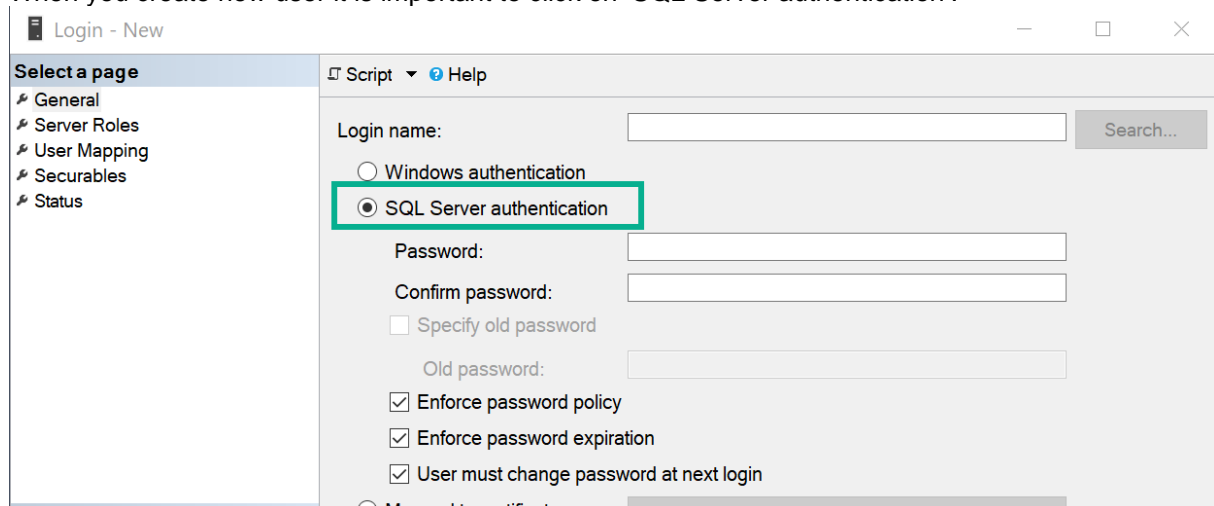 Login - New
Select a page
Script Help
General
Server Roles
User Mapping
Securables
Status
Login name:
Search...
Windows authentication
SQL Server authentication
Password:
Confirm password:
Specify old password
Old password:
Enforce password policy
Enforce password expiration
User must change password at next login